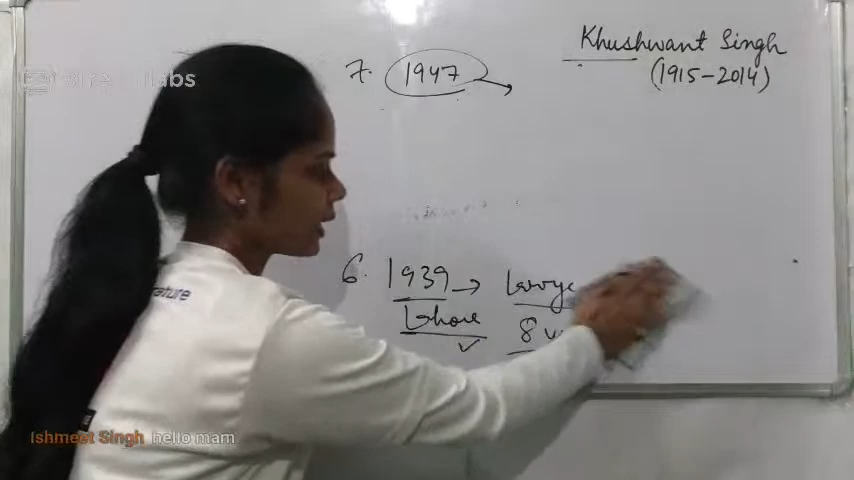 Khushwant Singh
(1915-2014)
7. 1947 →
6. 1939 → Lawye
Lahore 8
Ishmeet Singh hello mam